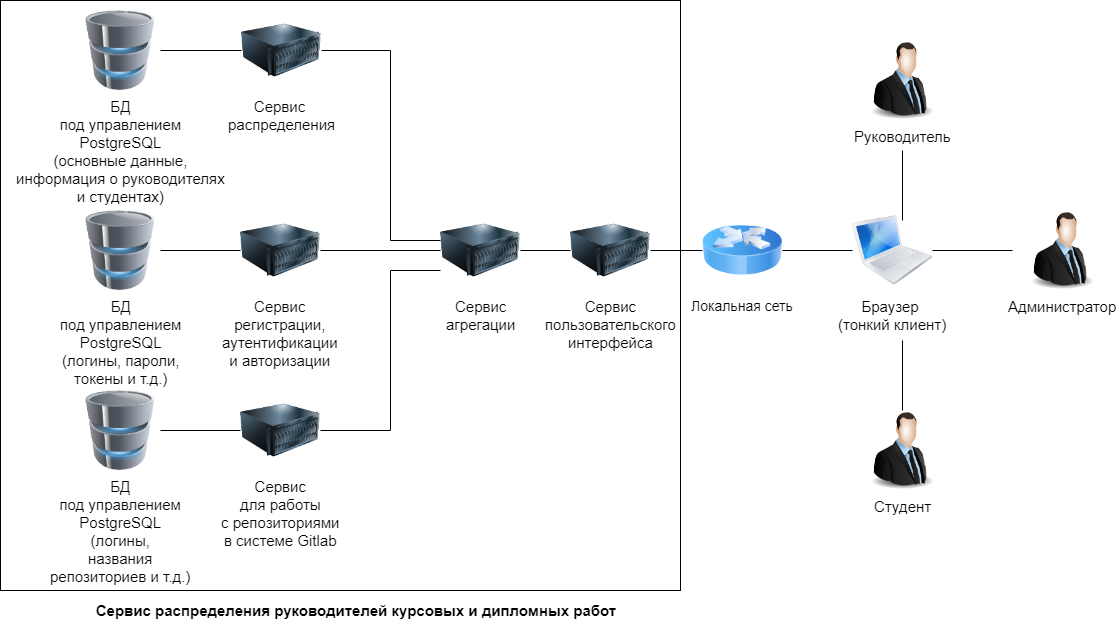 БД
под управлением
PostgreSQL
(основные данные,
информация о руководителях
и студентах)
Сервис
распределения
Руководитель
БД
под управлением
PostgreSQL
(логины, пароли,
токены и т.д.)
Сервис
регистрации,
аутентификации
и авторизации
Сервис
агрегации
Сервис
пользовательского
интерфейса
Локальная сеть
Браузер
(тонкий клиент)
Администратор
БД
под управлением
PostgreSQL
(логины,
названия
репозиториев и т.д.)
Сервис
для работы
с репозиториями
в системе Gitlab
Студент
Сервис распределения руководителей курсовых и дипломных работ